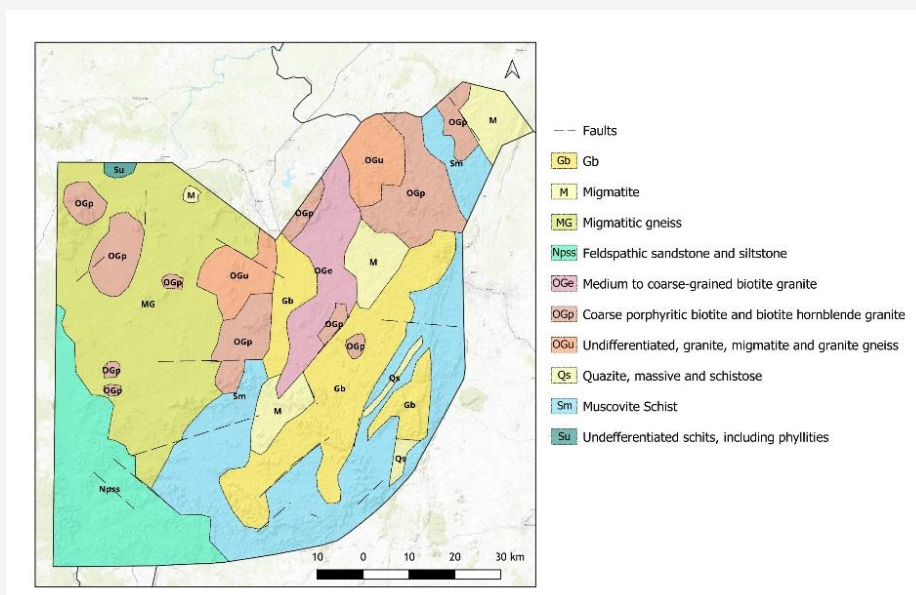 Su
M
OGp
OGp
OGp
MG
OGu
OGp
OGp
OGp
Npss
Sm
OGp
OGe
Gb
OGp
OGp
M
OGu
OGp
M
OGp
Sm
M
Gb
Qs
Gb
Qs
10 0 10 20 30 km
Faults
Gb Gb
M Migmatite
MG Migmatitic gneiss
Npss Feldspathic sandstone and siltstone
OGe Medium to coarse-grained biotite granite
OGp Coarse porphyritic biotite and biotite hornblende granite
OGu Undifferentiated, granite, migmatite and granite gneiss
Qs Quazite, massive and schistose
Sm Muscovite Schist
Su Undefferentiated schits, including phyllities